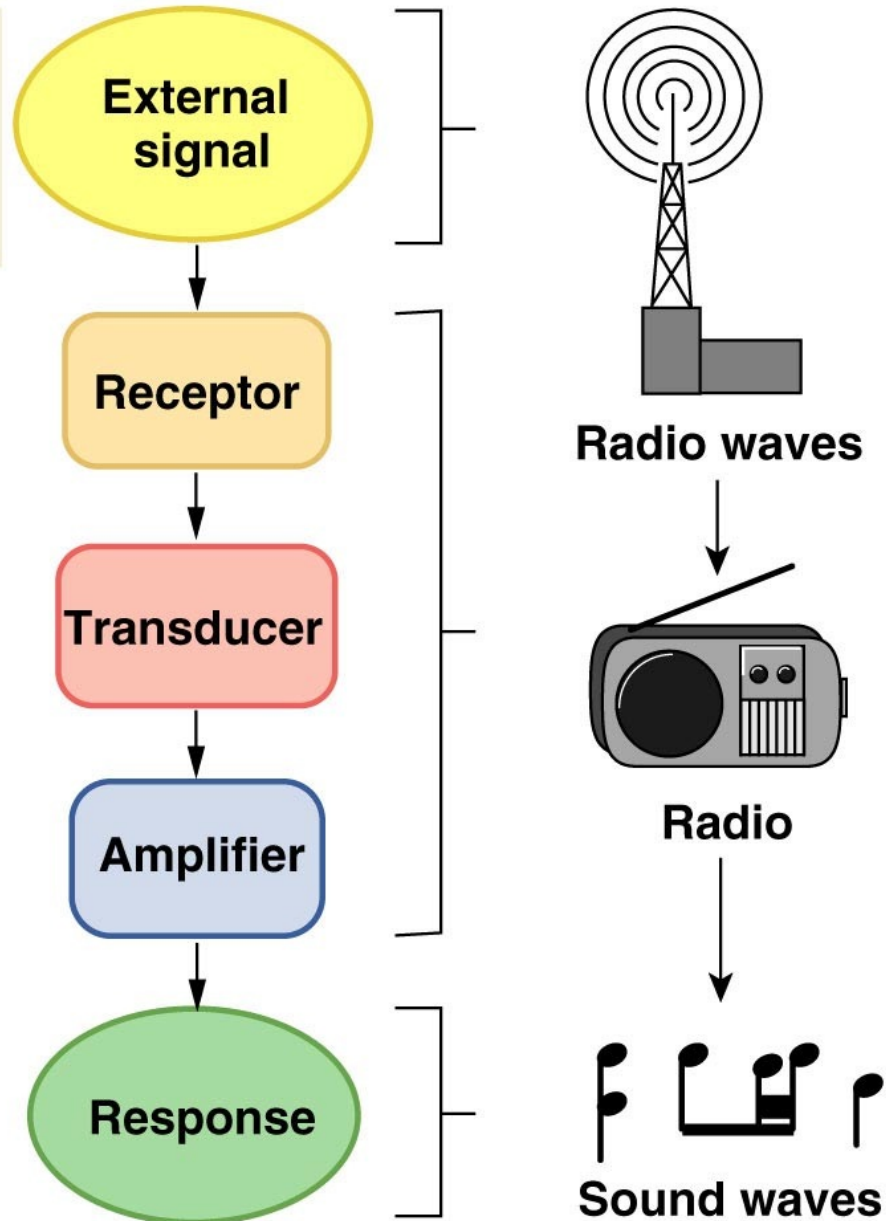 External
signal
Receptor
Transducer
Amplifier
Response
Radio waves
Radio
Sound waves